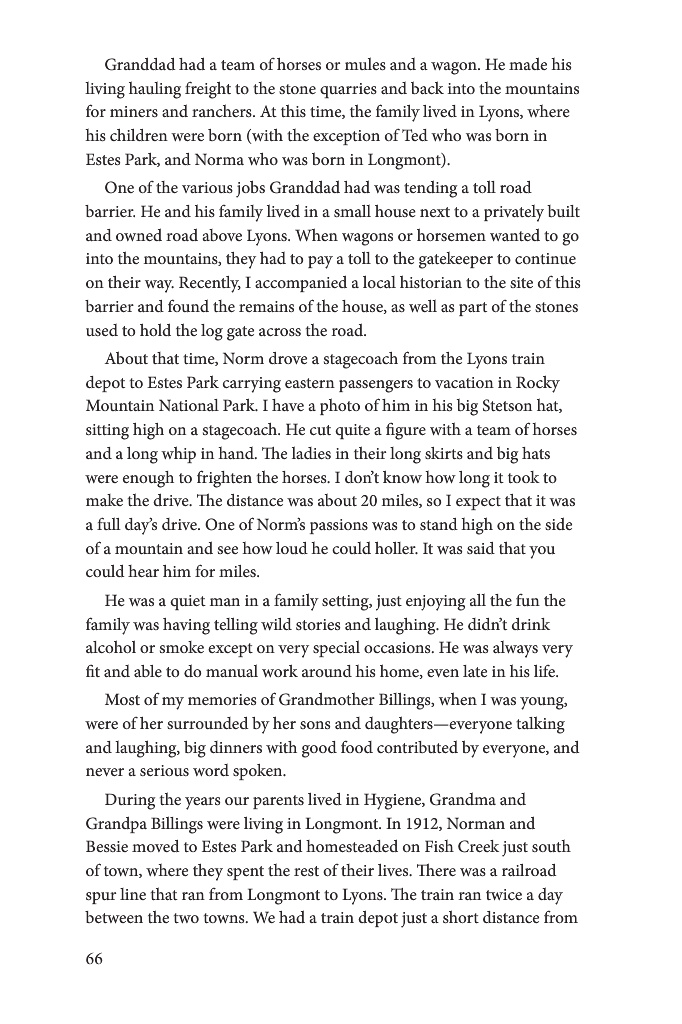 Granddad had a team of horses or mules and a wagon. He made his
living hauling freight to the stone quarries and back into the mountains
for miners and ranchers. At this time, the family lived in Lyons, where
his children were born (with the exception of Ted who was born in
Estes Park, and Norma who was born in Longmont).
One of the various jobs Granddad had was tending a toll road
barrier. He and his family lived in a small house next to a privately built
and owned road above Lyons. When wagons or horsemen wanted to go
into the mountains, they had to pay a toll to the gatekeeper to continue
on their way. Recently, I accompanied a local historian to the site of this
barrier and found the remains of the house, as well as part of the stones
used to hold the log gate across the road.
About that time, Norm drove a stagecoach from the Lyons train
depot to Estes Park carrying eastern passengers to vacation in Rocky
Mountain National Park. I have a photo of him in his big Stetson hat,
sitting high on a stagecoach. He cut quite a figure with a team of horses
and a long whip in hand. The ladies in their long skirts and big hats
were enough to frighten the horses. I don’t know how long it took to
make the drive. The distance was about 20 miles, so I expect that it was
a full day’s drive. One of Norm’s passions was to stand high on the side
of a mountain and see how loud he could holler. It was said that you
could hear him for miles.
He was a quiet man in a family setting, just enjoying all the fun the
family was having telling wild stories and laughing. He didn’t drink
alcohol or smoke except on very special occasions. He was always very
fit and able to do manual work around his home, even late in his life.
Most of my memories of Grandmother Billings, when I was young,
were of her surrounded by her sons and daughters—everyone talking
and laughing, big dinners with good food contributed by everyone, and
never a serious word spoken.
During the years our parents lived in Hygiene, Grandma and
Grandpa Billings were living in Longmont. In 1912, Norman and
Bessie moved to Estes Park and homesteaded on Fish Creek just south
of town, where they spent the rest of their lives. There was a railroad
spur line that ran from Longmont to Lyons. The train ran twice a day
between the two towns. We had a train depot just a short distance from
66